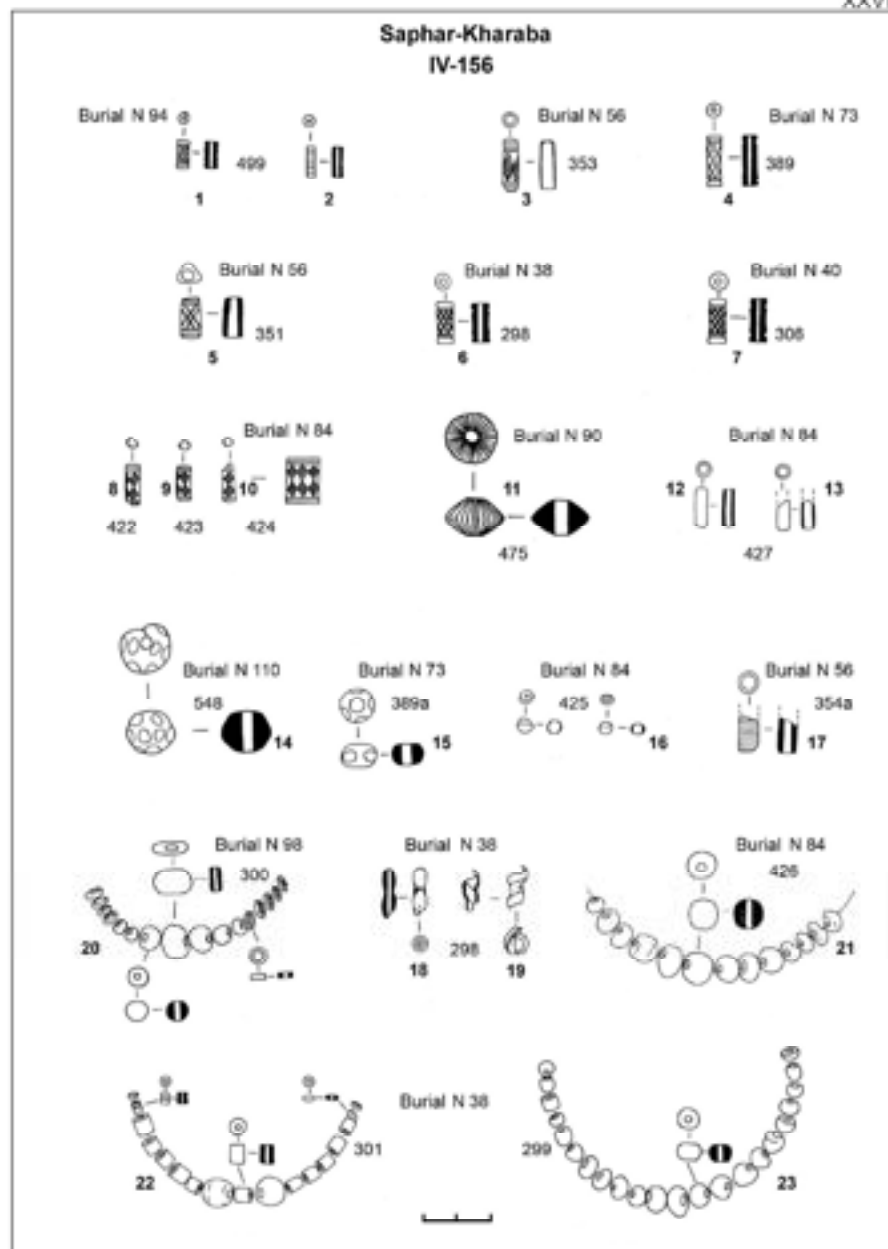 Saphar-Kharaba
IV-156
Burial N 94 Burial N 56 Burial N 73
499 353 389
1 2 3 4
Burial N 56 Burial N 38 Burial N 40
351 298 306
5 6 7
Burial N 84 Burial N 90 Burial N 84
8 9 10 11 12 13
422 423 424 475 427
Burial N 110 Burial N 73 Burial N 84 Burial N 56
548 389a 425 354a
14 15 16 17
Burial N 98 Burial N 38 Burial N 84
300 426
20 18 298 19 21
Burial N 38
301 299
22 23